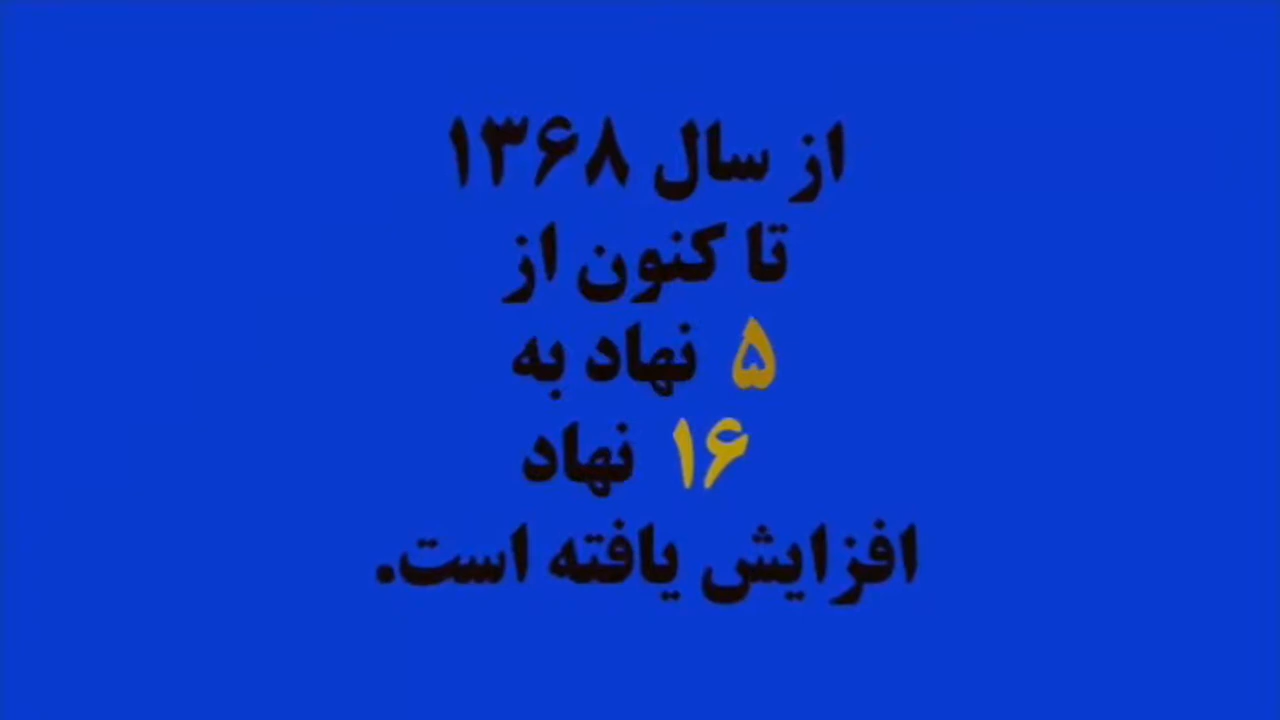 از سال ۱۳۶۸
تا کنون از
۵ نهاد به
۱۶ نهاد
افزایش یافته است.